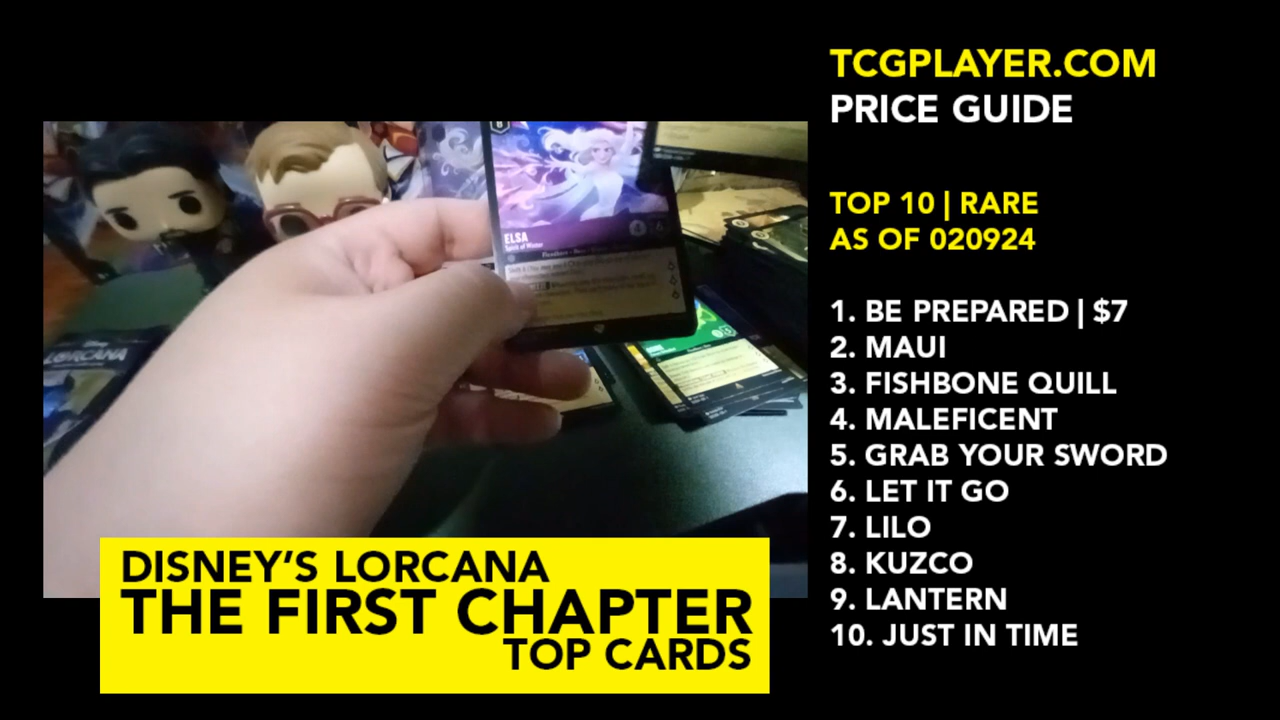 TCGPLAYER.COM
PRICE GUIDE
TOP 10 | RARE
AS OF 020924
1. BE PREPARED | $7
2. MAUI
3. FISHBONE QUILL
4. MALEFICENT
5. GRAB YOUR SWORD
6. LET IT GO
7. LILO
8. KUZCO
9. LANTERN
10. JUST IN TIME
ELSA
Spirit of Winter
LORCANA
DISNEY’S LORCANA
THE FIRST CHAPTER
TOP CARDS